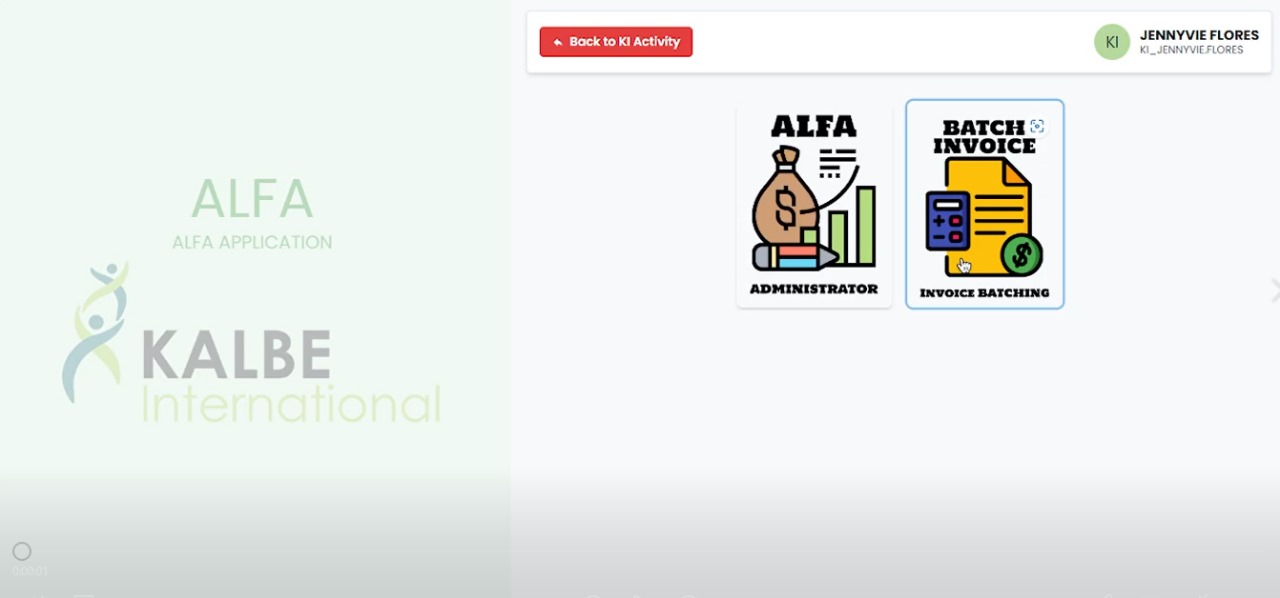 Back to KI Activity
KI
JENNYVIE FLORES
KI_JENNYVIE.FLORES
ALFA
ALFA APPLICATION
KALBE
International
ALFA
ADMINISTRATOR
BATCH
INVOICE
INVOICE BATCHING
0:00:01